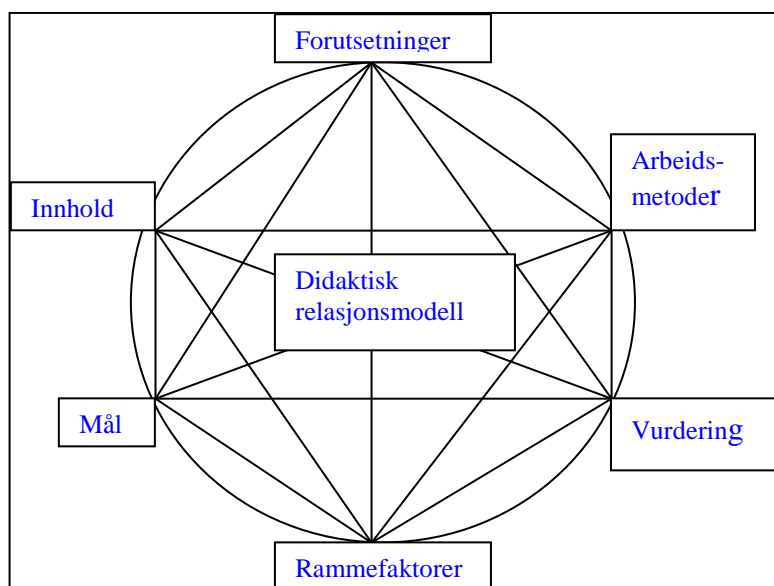 Forutsetninger
Arbeids-
metoder
Innhold
Didaktisk
relasjonsmodell
Mål
Vurdering
Rammefaktorer